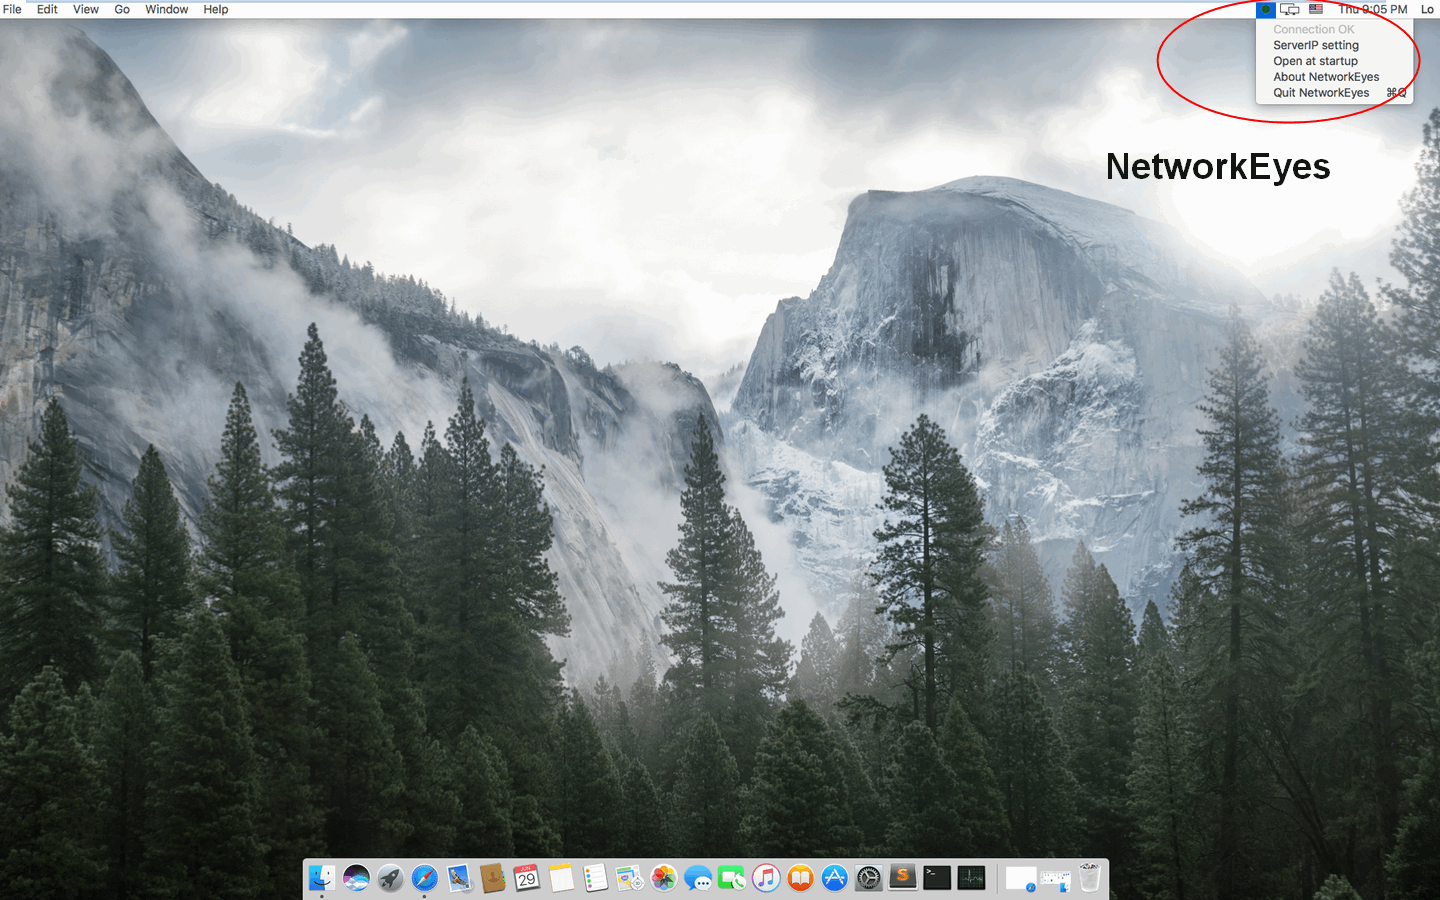 File Edit View Go Window Help Thu 9:05 PM Lo
Connection OK
ServerIP setting
Open at startup
About NetworkEyes
Quit NetworkEyes ⌘Q
NetworkEyes
JUN
29
S
>_